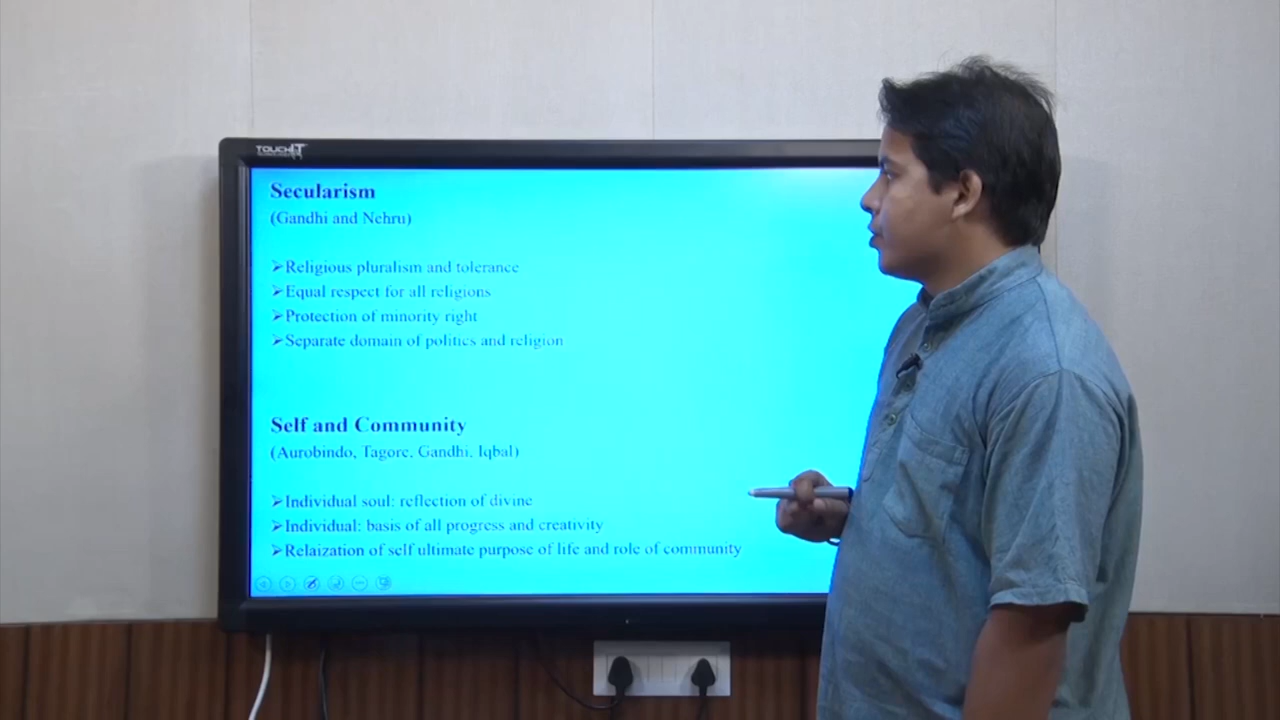 TOUCHIT
Secularism
(Gandhi and Nehru)
➢Religious pluralism and tolerance
➢Equal respect for all religions
➢Protection of minority right
➢Separate domain of politics and religion
Self and Community
(Aurobindo, Tagore, Gandhi, Iqbal)
➢Individual soul: reflection of divine
➢Individual: basis of all progress and creativity
➢Relaization of self ultimate purpose of life and role of community